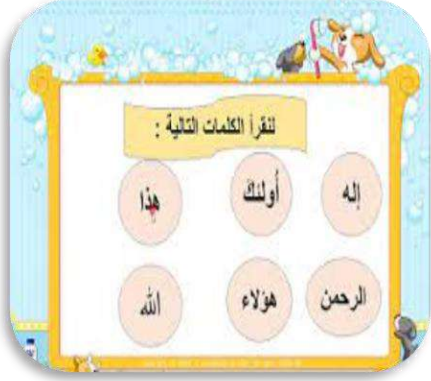 لنقرأ الكلمات التالية :
إله أولئك هذا
الرحمن هؤلاء الله